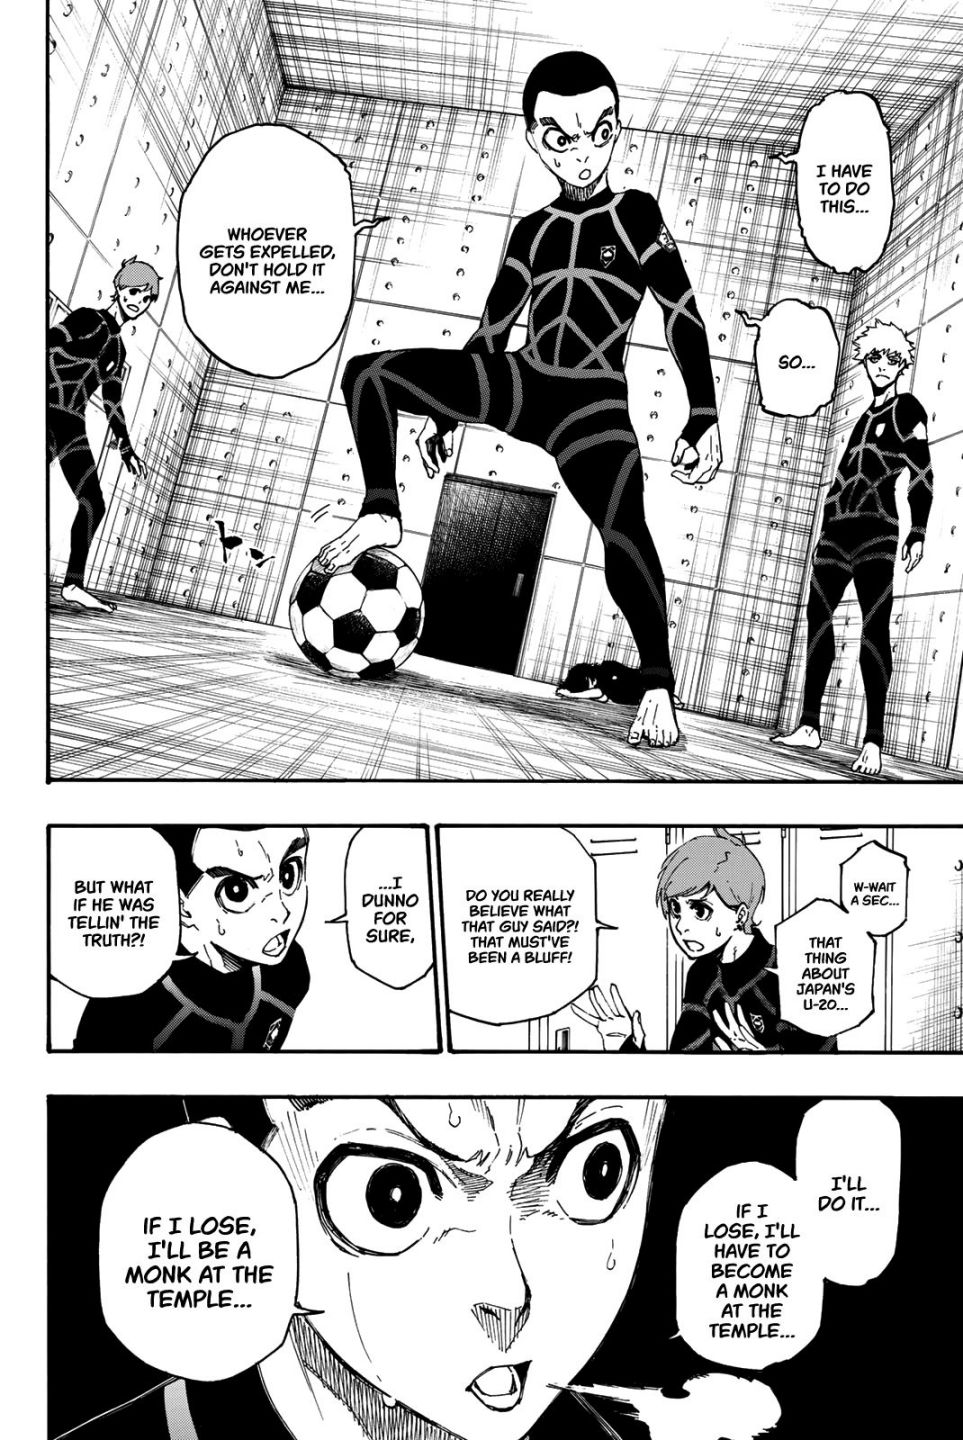 I HAVE
TO DO
THIS...
SO...
WHOEVER
GETS EXPELLED,
DON'T HOLD IT
AGAINST ME...
W-WAIT
A SEC...
THAT
THING
ABOUT
JAPAN'S
U-20...
DO YOU REALLY
BELIEVE WHAT
THAT GUY SAID?!
THAT MUST'VE
BEEN A BLUFF!
...I
DUNNO
FOR
SURE,
BUT WHAT
IF HE WAS
TELLIN' THE
TRUTH?!
I'LL
DO IT...
IF I
LOSE, I'LL
HAVE TO
BECOME
A MONK
AT THE
TEMPLE...
IF I LOSE,
I'LL BE A
MONK AT THE
TEMPLE...